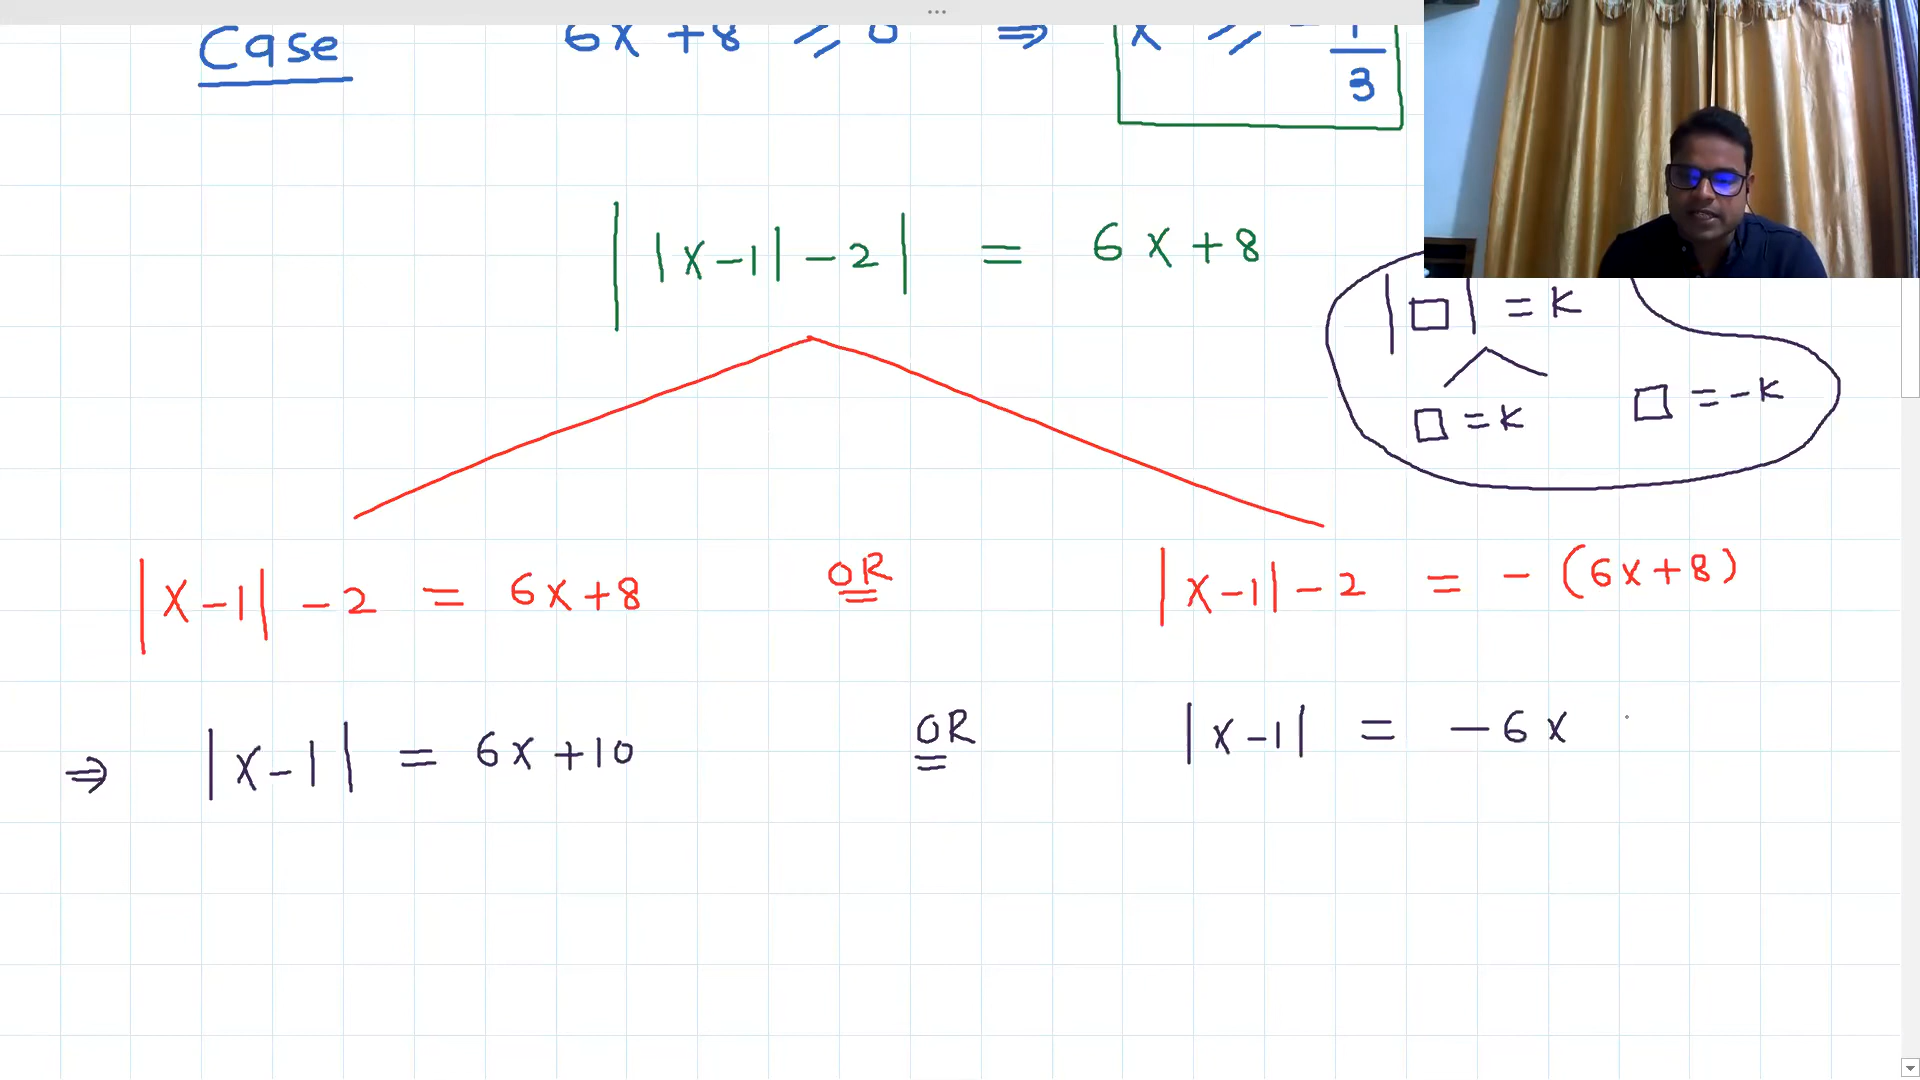 ...
Case 6x + 8 ⩾ 0 ⇒ x ⩾ - /3
| |x-1| - 2 | = 6x+8
|□| = K
□ = K □ = -K
|x-1| - 2 = 6x+8 OR |x-1| - 2 = - (6x+8)
⇒ |x-1| = 6x+10 OR |x-1| = -6x